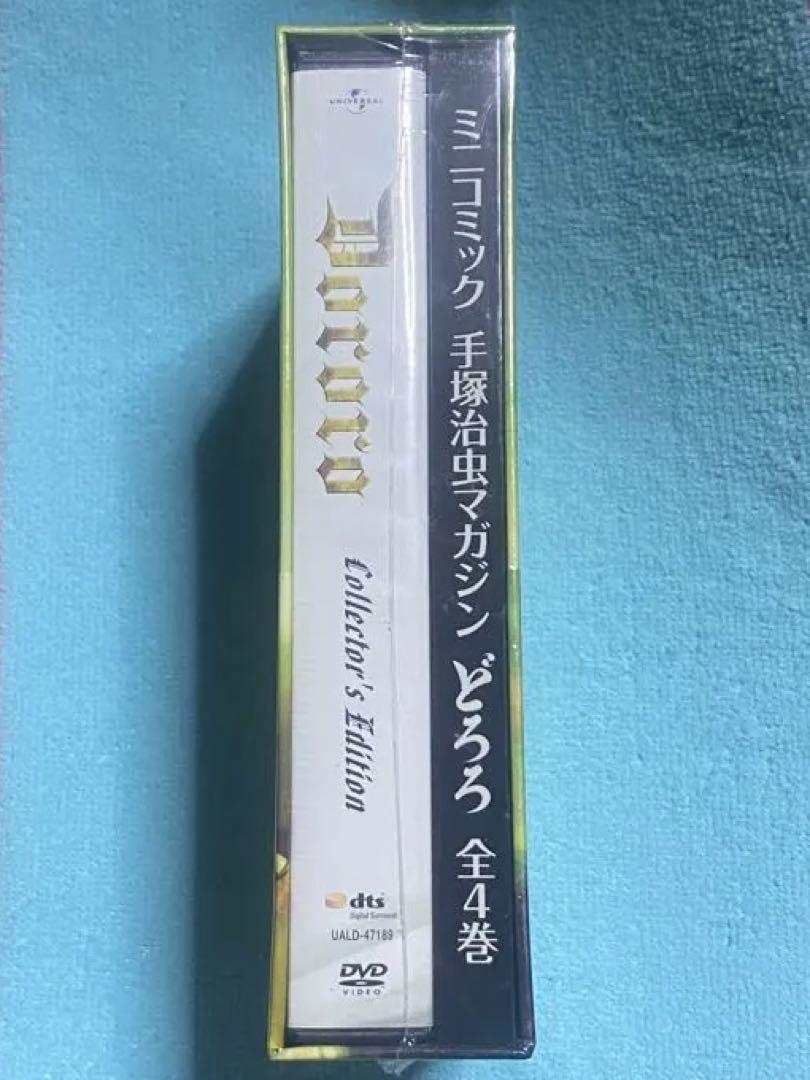 UNIVERSAL
Dororo
Collector's Edition
dts
Digital Surround
UALD-47189
DVD
VIDEO
ミニコミック 手塚治虫マガジン どろろ 全4巻